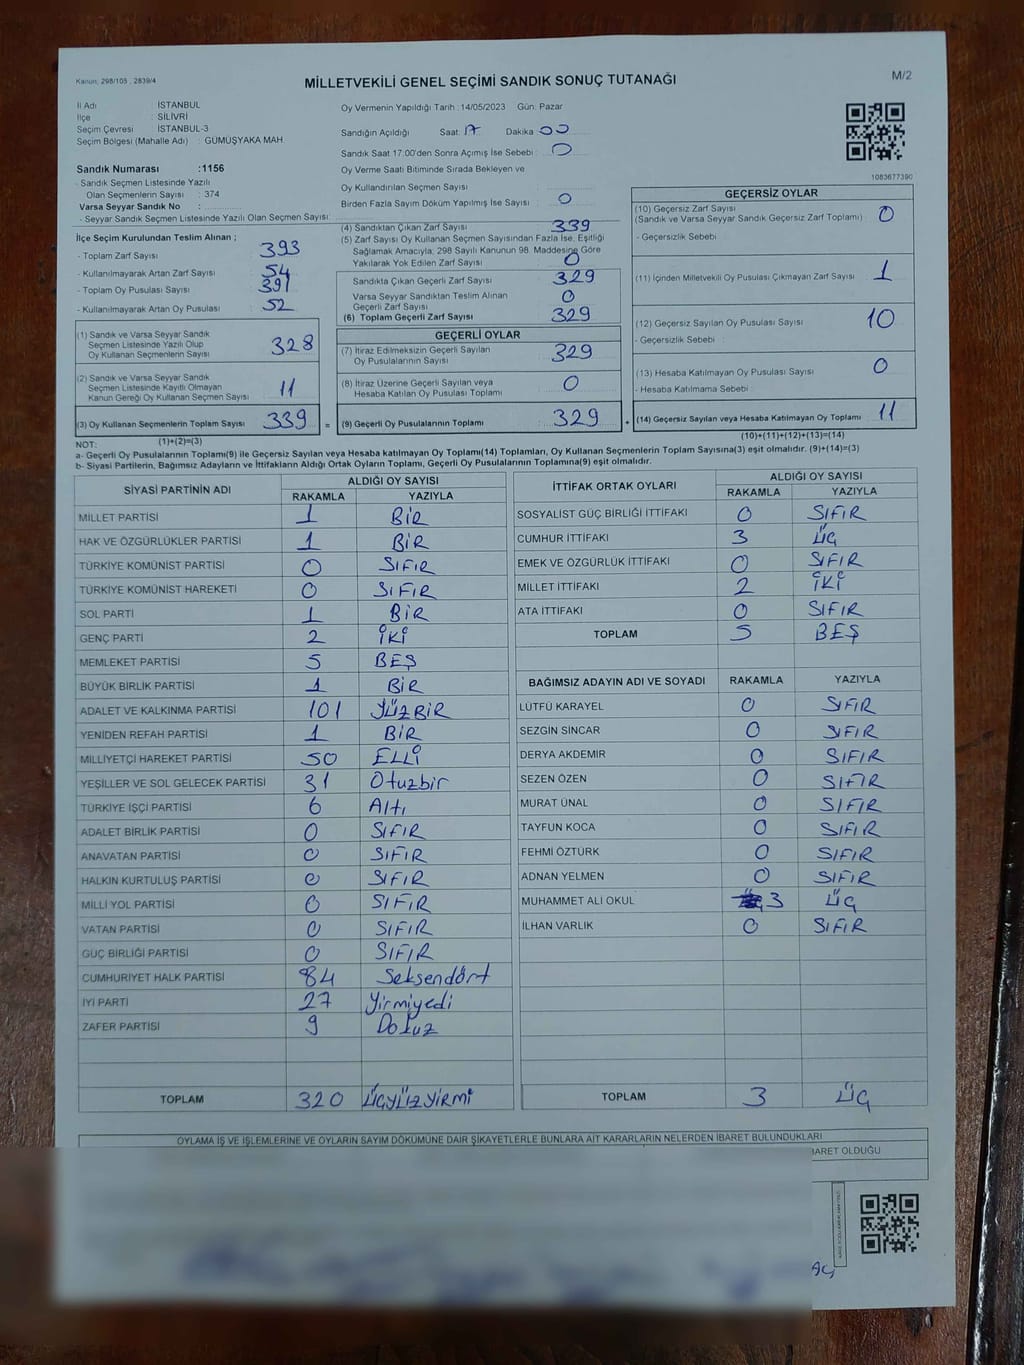 Kanun, 298/105 , 2839/4
MİLLETVEKİLİ GENEL SEÇİMİ SANDIK SONUÇ TUTANAĞI
M/2
İl Adı : İSTANBUL
İlçe : SİLİVRİ
Seçim Çevresi : İSTANBUL-3
Seçim Bölgesi (Mahalle Adı) : GÜMÜŞYAKA MAH
Oy Vermenin Yapıldığı Tarih : 14/05/2023 Gün: Pazar
Sandığın Açıldığı Saat: 17 Dakika 00
Sandık Saat 17:00'den Sonra Açımış İse Sebebi : 0
Oy Verme Saati Bitiminde Sırada Bekleyen ve
Oy Kullandırılan Seçmen Sayısı
Birden Fazla Sayım Döküm Yapılmış İse Sayısı : 0
1083677390
Sandık Numarası :1156
- Sandık Seçmen Listesinde Yazılı
Olan Seçmenlerin Sayısı : 374
Varsa Seyyar Sandık No :
- Seyyar Sandık Seçmen Listesinde Yazılı Olan Seçmen Sayısı:
İlçe Seçim Kurulundan Teslim Alınan ;
- Toplam Zarf Sayısı : 393
- Kullanılmayarak Artan Zarf Sayısı : 54
- Toplam Oy Pusulası Sayısı : 391
- Kullanılmayarak Artan Oy Pusulası : 52
(4) Sandıktan Çıkan Zarf Sayısı : 339
(5) Zarf Sayısı Oy Kullanan Seçmen Sayısından Fazla İse, Eşitliği
Sağlamak Amacıyla; 298 Sayılı Kanunun 98. Maddesine Göre
Yakılarak Yok Edilen Zarf Sayısı : 0
Sandıkta Çıkan Geçerli Zarf Sayısı : 329
Varsa Seyyar Sandıktan Teslim Alınan
Geçerli Zarf Sayısı : 0
(6) Toplam Geçerli Zarf Sayısı : 329
GEÇERSİZ OYLAR
(10) Geçersiz Zarf Sayısı : 0
(Sandık ve Varsa Seyyar Sandık Geçersiz Zarf Toplamı)
- Geçersizlik Sebebi :
(11) İçinden Milletvekili Oy Pusulası Çıkmayan Zarf Sayısı : 1
(12) Geçersiz Sayılan Oy Pusulası Sayısı : 10
- Geçersizlik Sebebi :
(13) Hesaba Katılmayan Oy Pusulası Sayısı : 0
- Hesaba Katılmama Sebebi :
(14) Geçersiz Sayılan veya Hesaba Katılmayan Oy Toplamı : 11
(10)+(11)+(12)+(13)=(14)
(1) Sandık ve Varsa Seyyar Sandık
Seçmen Listesinde Yazılı Olup
Oy Kullanan Seçmenlerin Sayısı : 328
(2) Sandık ve Varsa Seyyar Sandık
Seçmen Listesinde Kayıtlı Olmayan
Kanun Gereği Oy Kullanan Seçmen Sayısı : 11
(3) Oy Kullanan Seçmenlerin Toplam Sayısı : 339 =
(1)+(2)=(3)
GEÇERLİ OYLAR
(7) İtiraz Edilmeksizin Geçerli Sayılan
Oy Pusulalarının Sayısı : 329
(8) İtiraz Üzerine Geçerli Sayılan veya
Hesaba Katılan Oy Pusulası Toplamı : 0
(9) Geçerli Oy Pusulalarının Toplamı : 329 +
NOT:
a- Geçerli Oy Pusulalarının Toplamı(9) ile Geçersiz Sayılan veya Hesaba katılmayan Oy Toplamı(14) Toplamları, Oy Kullanan Seçmenlerin Toplam Sayısına(3) eşit olmalıdır. (9)+(14)=(3)
b- Siyasi Partilerin, Bağımsız Adayların ve İttifakların Aldığı Ortak Oyların Toplamı, Geçerli Oy Pusulalarının Toplamına(9) eşit olmalıdır.
SİYASİ PARTİNİN ADI ALDIĞI OY SAYISI
RAKAMLA YAZIYLA
MİLLET PARTİSİ 1 BİR
HAK VE ÖZGÜRLÜKLER PARTİSİ 1 BİR
TÜRKİYE KOMÜNİST PARTİSİ 0 SIFIR
TÜRKİYE KOMÜNİST HAREKETİ 0 SIFIR
SOL PARTİ 1 BİR
GENÇ PARTİ 2 İKİ
MEMLEKET PARTİSİ 5 BEŞ
BÜYÜK BİRLİK PARTİSİ 1 BİR
ADALET VE KALKINMA PARTİSİ 101 YÜZBİR
YENİDEN REFAH PARTİSİ 1 BİR
MİLLİYETÇİ HAREKET PARTİSİ 50 ELLİ
YEŞİLLER VE SOL GELECEK PARTİSİ 31 Otuzbir
TÜRKİYE İŞÇİ PARTİSİ 6 Altı
ADALET BİRLİK PARTİSİ 0 SIFIR
ANAVATAN PARTİSİ 0 SIFIR
HALKIN KURTULUŞ PARTİSİ 0 SIFIR
MİLLİ YOL PARTİSİ 0 SIFIR
VATAN PARTİSİ 0 SIFIR
GÜÇ BİRLİĞİ PARTİSİ 0 SIFIR
CUMHURİYET HALK PARTİSİ 84 Seksendört
İYİ PARTİ 27 Yirmiyedi
ZAFER PARTİSİ 9 Dokuz
TOPLAM 320 ÜÇYÜZYİRMİ
İTTİFAK ORTAK OYLARI ALDIĞI OY SAYISI
RAKAMLA YAZIYLA
SOSYALIST GÜÇ BİRLİĞİ İTTİFAKI 0 SIFIR
CUMHUR İTTİFAKI 3 ÜÇ
EMEK VE ÖZGÜRLÜK İTTİFAKI 0 SIFIR
MİLLET İTTİFAKI 2 İKİ
ATA İTTİFAKI 0 SIFIR
TOPLAM 5 BEŞ
BAĞIMSIZ ADAYIN ADI VE SOYADI RAKAMLA YAZIYLA
LÜTFÜ KARAYEL 0 SIFIR
SEZGİN SİNCAR 0 SIFIR
DERYA AKDEMİR 0 SIFIR
SEZEN ÖZEN 0 SIFIR
MURAT ÜNAL 0 SIFIR
TAYFUN KOCA 0 SIFIR
FEHMİ ÖZTÜRK 0 SIFIR
ADNAN YELMEN 0 SIFIR
MUHAMMET ALİ OKUL 3 ÜÇ
İLHAN VARLIK 0 SIFIR
TOPLAM 3 ÜÇ
OYLAMA İŞ VE İŞLEMLERİNE VE OYLARIN SAYIM DÖKÜMÜNE DAİR ŞİKAYETLERLE BUNLARA AİT KARARLARIN NELERDEN İBARET BULUNDUKLARI
BARET OLDUĞU